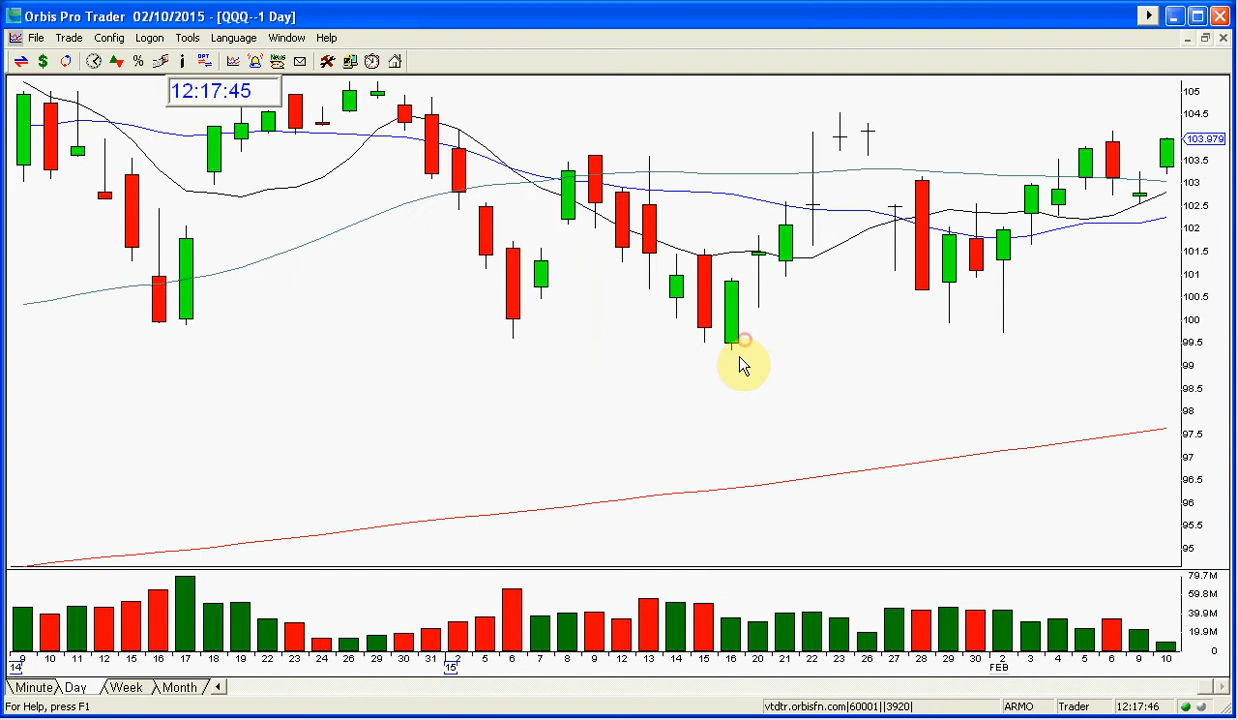 Orbis Pro Trader 02/10/2015 - [QQQ--1 Day]
File Trade Config Logon Tools Language Window Help
12:17:45
105
104.5
103.979
103.5
103
102.5
102
101.5
101
100.5
100
99.5
99
98.5
98
97.5
97
96.5
96
95.5
95
79.7M
59.8M
39.9M
19.9M
0
9 10 11 12 15 16 17 18 19 22 23 24 26 29 30 31 2 5 6 7 8 9 12 13 14 15 16 20 21 22 23 26 27 28 29 30 2 3 4 5 6 9 10
14 15 FEB
Minute Day Week Month
For Help, press F1 vtdtr.orbisfn.com|60001||3920| ARMO Trader 12:17:46